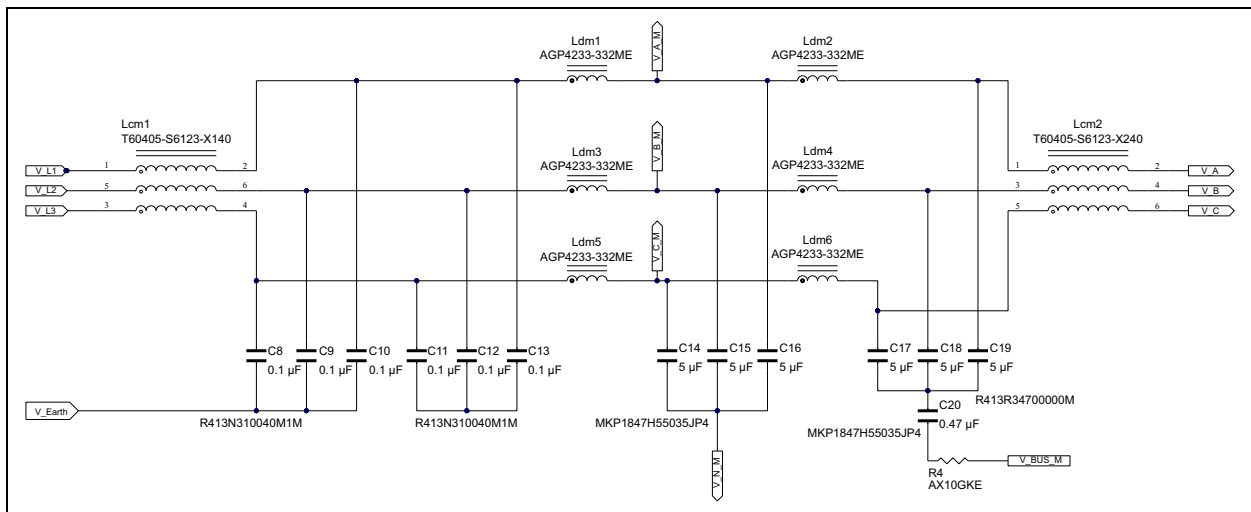 Ldm1
AGP4233-332ME
V_A_M
Ldm2
AGP4233-332ME
Lcm1
T60405-S6123-X140
Lcm2
T60405-S6123-X240
V_L1
1
2
V_L2
5
6
V_L3
3
4
Ldm3
AGP4233-332ME
V_B_M
Ldm4
AGP4233-332ME
1
2
V_A
3
4
V_B
5
6
V_C
Ldm5
AGP4233-332ME
V_C_M
Ldm6
AGP4233-332ME
C8
0.1 µF
C9
0.1 µF
C10
0.1 µF
C11
0.1 µF
C12
0.1 µF
C13
0.1 µF
C14
5 µF
C15
5 µF
C16
5 µF
C17
5 µF
C18
5 µF
C19
5 µF
V_Earth
R413N310040M1M
R413N310040M1M
MKP1847H55035JP4
V_N_M
R413R34700000M
C20
0.47 µF
MKP1847H55035JP4
R4
AX10GKE
V_BUS_M